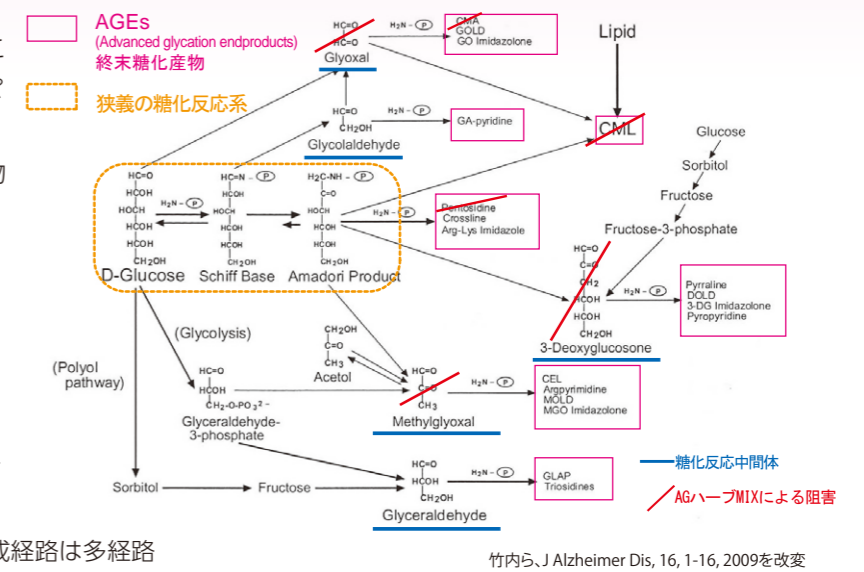 AGEs
(Advanced glycation endproducts)
終末糖化産物
狭義の糖化反応系
物
HC=O
HC=O
Glyoxal
H₂N-Ⓟ
CMA
GOLD
GO Imidazolone
Lipid
HC=O
CH₂OH
Glycolaldehyde
H₂N-Ⓟ
GA-pyridine
CML
Glucose
Sorbitol
Fructose
Fructose-3-phosphate
HC=O
HCOH
HOCH
HCOH
HCOH
CH₂OH
D-Glucose
H₂N-Ⓟ
HC=N-Ⓟ
HCOH
HOCH
HCOH
HCOH
CH₂OH
Schiff Base
H₂C-NH-Ⓟ
C=O
HOCH
HCOH
HCOH
CH₂OH
Amadori Product
H₂N-Ⓟ
Pentosidine
Crossline
Arg-Lys Imidazole
HC=O
C=O
CH₂
HCOH
HCOH
CH₂OH
3-Deoxyglucosone
H₂N-Ⓟ
Pyrraline
DOLD
3-DG Imidazolone
Pyropyridine
(Glycolysis)
(Polyol
pathway)
CH₂OH
C=O
CH₃
Acetol
HC=O
HCOH
CH₂-O-PO₃²⁻
Glyceraldehyde-
3-phosphate
HC=O
C=O
CH₃
Methylglyoxal
H₂N-Ⓟ
CEL
Argpyrimidine
MOLD
MGO Imidazolone
Sorbitol
Fructose
HC=O
HCOH
CH₂OH
Glyceraldehyde
H₂N-Ⓟ
GLAP
Triosidines
糖化反応中間体
AGハーブMIXによる阻害
成経路は多経路
竹内ら、J Alzheimer Dis, 16, 1-16, 2009を改変